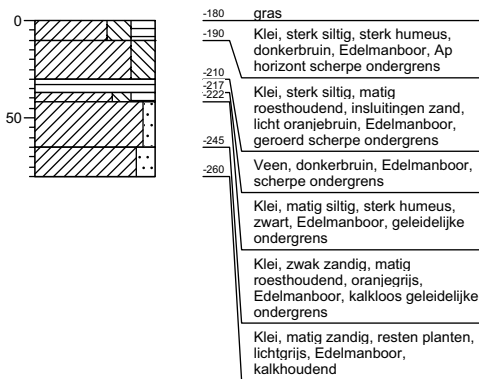 0
50
-180
-190
-210
-217
-222
-245
-260
gras
Klei, sterk siltig, sterk humeus,
donkerbruin, Edelmanboor, Ap
horizont scherpe ondergrens
Klei, sterk siltig, matig
roesthoudend, insluitingen zand,
licht oranjebruin, Edelmanboor,
geroerd scherpe ondergrens
Veen, donkerbruin, Edelmanboor,
scherpe ondergrens
Klei, matig siltig, sterk humeus,
zwart, Edelmanboor, geleidelijke
ondergrens
Klei, zwak zandig, matig
roesthoudend, oranjegrijs,
Edelmanboor, kalkloos geleidelijke
ondergrens
Klei, matig zandig, resten planten,
lichtgrijs, Edelmanboor,
kalkhoudend